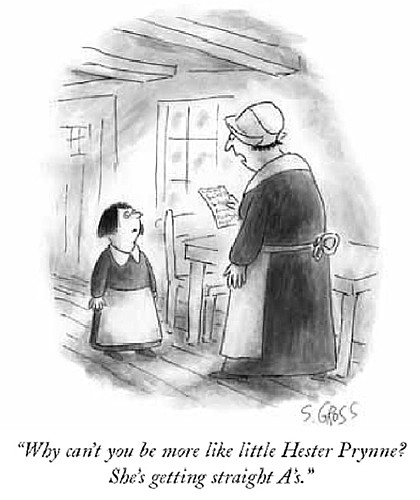 S. GROSS
"Why can't you be more like little Hester Prynne?
She's getting straight A's."